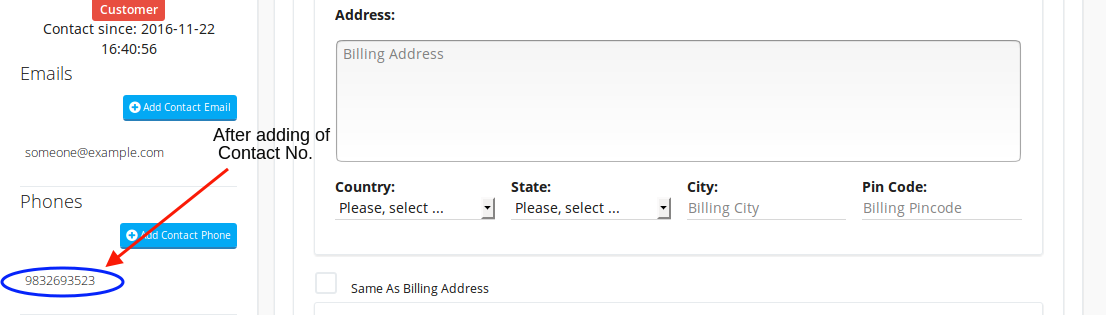 Customer
Contact since: 2016-11-22
16:40:56
Emails
Add Contact Email
someone@example.com
After adding of
Contact No.
Phones
Add Contact Phone
9832693523
Address:
Billing Address
Country: State: City: Pin Code:
Please, select ... Please, select ... Billing City Billing Pincode
Same As Billing Address